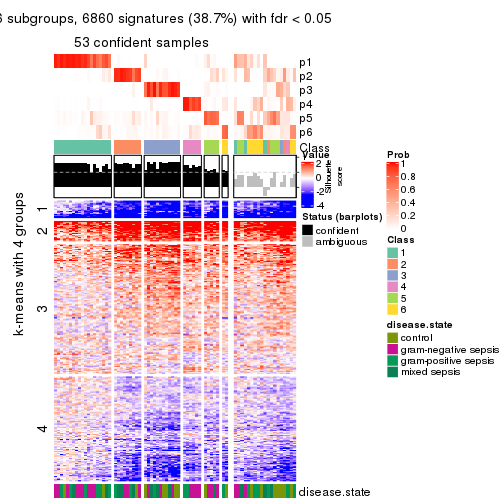 6 subgroups, 6860 signatures (38.7%) with fdr < 0.05
53 confident samples
p1
p2
p3
p4
p5
p6
Class
Silhouette
score
k-means with 4 groups
1
2
3
4
disease.state
Value
2
0
-2
-4
Status (barplots)
confident
ambiguous
Prob
1
0.8
0.6
0.4
0.2
0
Class
1
2
3
4
5
6
disease.state
control
gram-negative sepsis
gram-positive sepsis
mixed sepsis